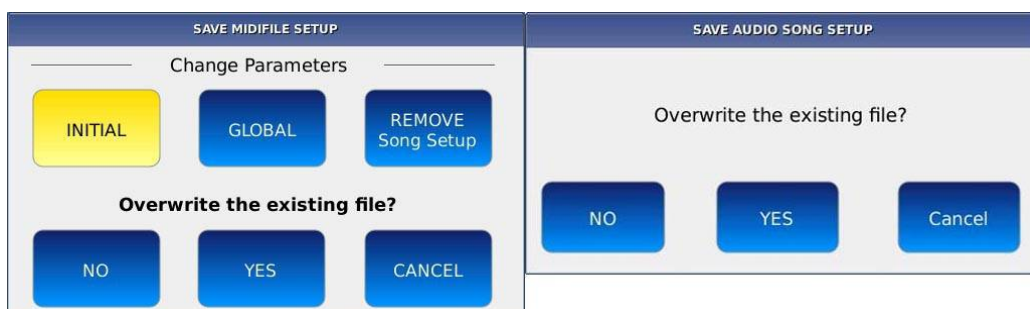 SAVE MIDIFILE SETUP
Change Parameters
INITIAL
GLOBAL
REMOVE
Song Setup
Overwrite the existing file?
NO
YES
CANCEL
SAVE AUDIO SONG SETUP
Overwrite the existing file?
NO
YES
Cancel